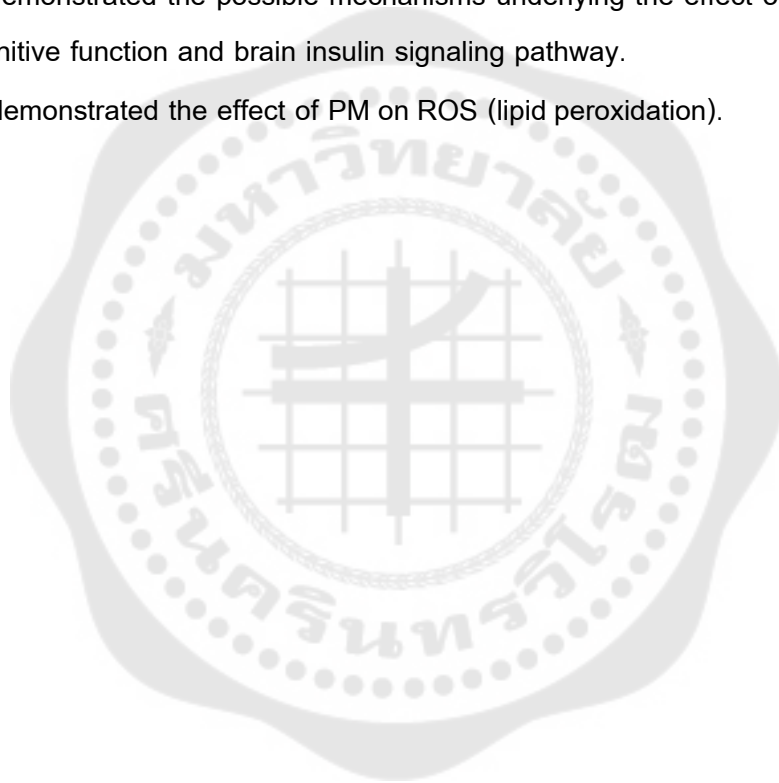 emonstrated the possible mechanisms underlying the effect o
nitive function and brain insulin signaling pathway.
lemonstrated the effect of PM on ROS (lipid peroxidation).
มหาวิทยาลัย
ศรีนครินทรวิโรฒ